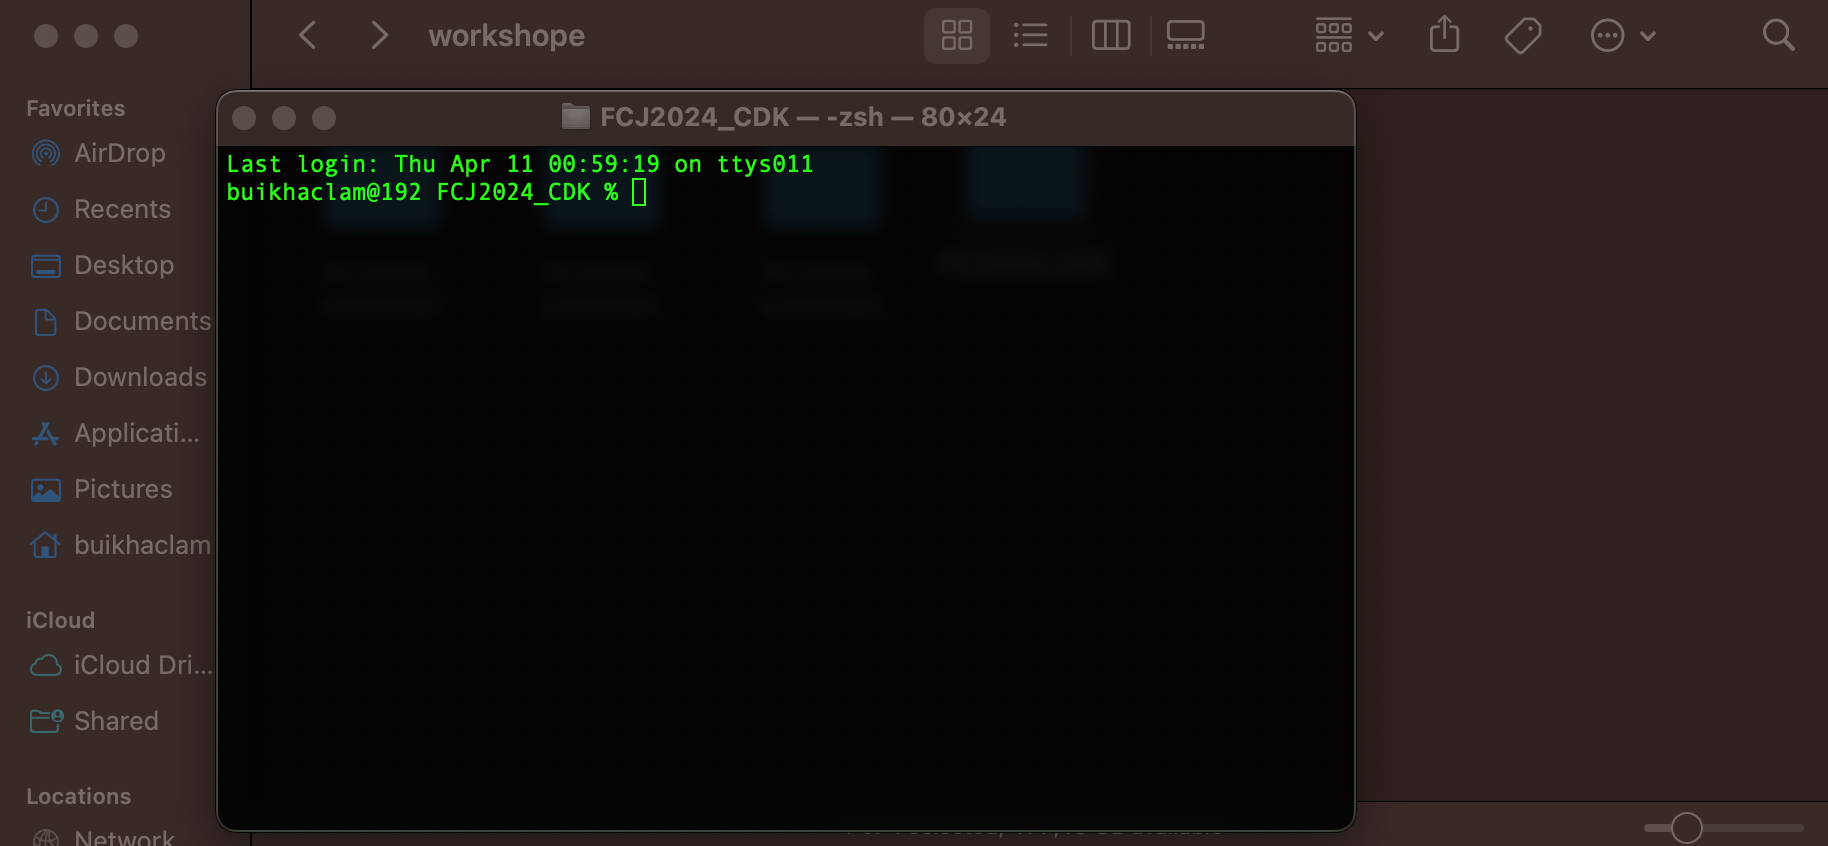 workshope
Favorites
AirDrop
Recents
Desktop
Documents
Downloads
Applicati...
Pictures
buikhaclam
iCloud
iCloud Dri...
Shared
Locations
Network
FCJ2024_CDK — -zsh — 80×24
Last login: Thu Apr 11 00:59:19 on ttys011
buikhaclam@192 FCJ2024_CDK %